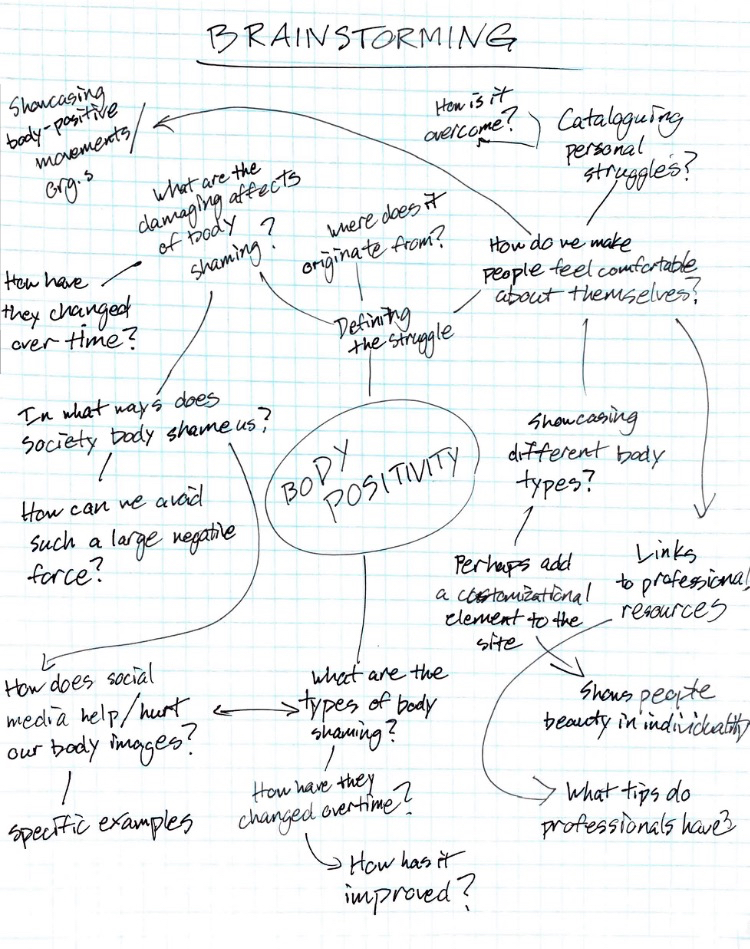 BRAINSTORMING
Showcasing
body-positive
movements/
org.s
How is it
overcome?
Cataloguing
personal
struggles?
What are the
damaging affects
of body
shaming?
where does it
originate from?
How do we make
people feel comfortable
about themselves?
How have
they changed
over time?
Defining
the struggle
In what ways does
society body shame us?
BODY
POSITIVITY
Showcasing
different body
types?
How can we avoid
such a large negative
force?
Perhaps add
a customizational
element to the
site
Links
to professional
resources
How does social
media help/hurt
our body images?
What are the
types of body
shaming?
Shows people
beauty in individuality
specific examples
How have they
changed overtime?
What tips do
professionals have?
How has it
improved?